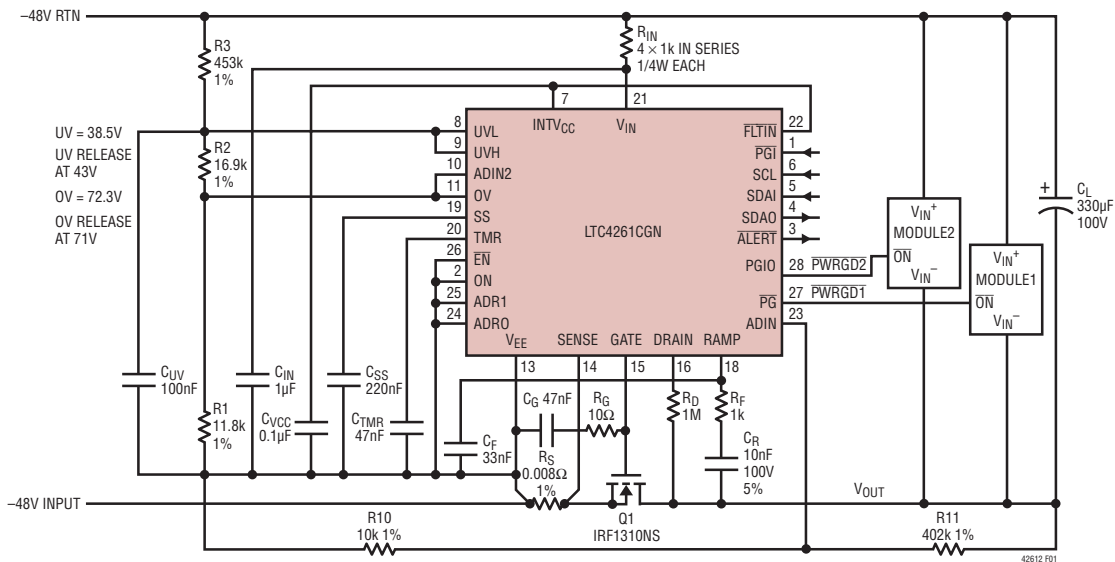 –48V RTN
R3
453k
1%
RIN
4 × 1k IN SERIES
1/4W EACH
7
21
INTVCC
VIN
UV = 38.5V
UV RELEASE
AT 43V
OV = 72.3V
OV RELEASE
AT 71V
R2
16.9k
1%
8
UVL
9
UVH
10
ADIN2
11
OV
19
SS
20
TMR
26
EN
2
ON
25
ADR1
24
ADR0
LTC4261CGN
22
FLTIN
1
PGI
6
SCL
5
SDAI
4
SDAO
3
ALERT
PGIO
28
PWRGD2
PG
27
PWRGD1
ADIN
23
VIN+
MODULE2
ON
VIN–
VIN+
MODULE1
ON
VIN–
+
CL
330µF
100V
VEE
SENSE
GATE
DRAIN
RAMP
13
14
15
16
18
CUV
100nF
CIN
1µF
CSS
220nF
R1
11.8k
1%
CVCC
0.1µF
CTMR
47nF
CF
33nF
CG 47nF
RG
10Ω
RS
0.008Ω
1%
RD
1M
RF
1k
CR
10nF
100V
5%
–48V INPUT
Q1
IRF1310NS
VOUT
R10
10k 1%
R11
402k 1%
42612 F01